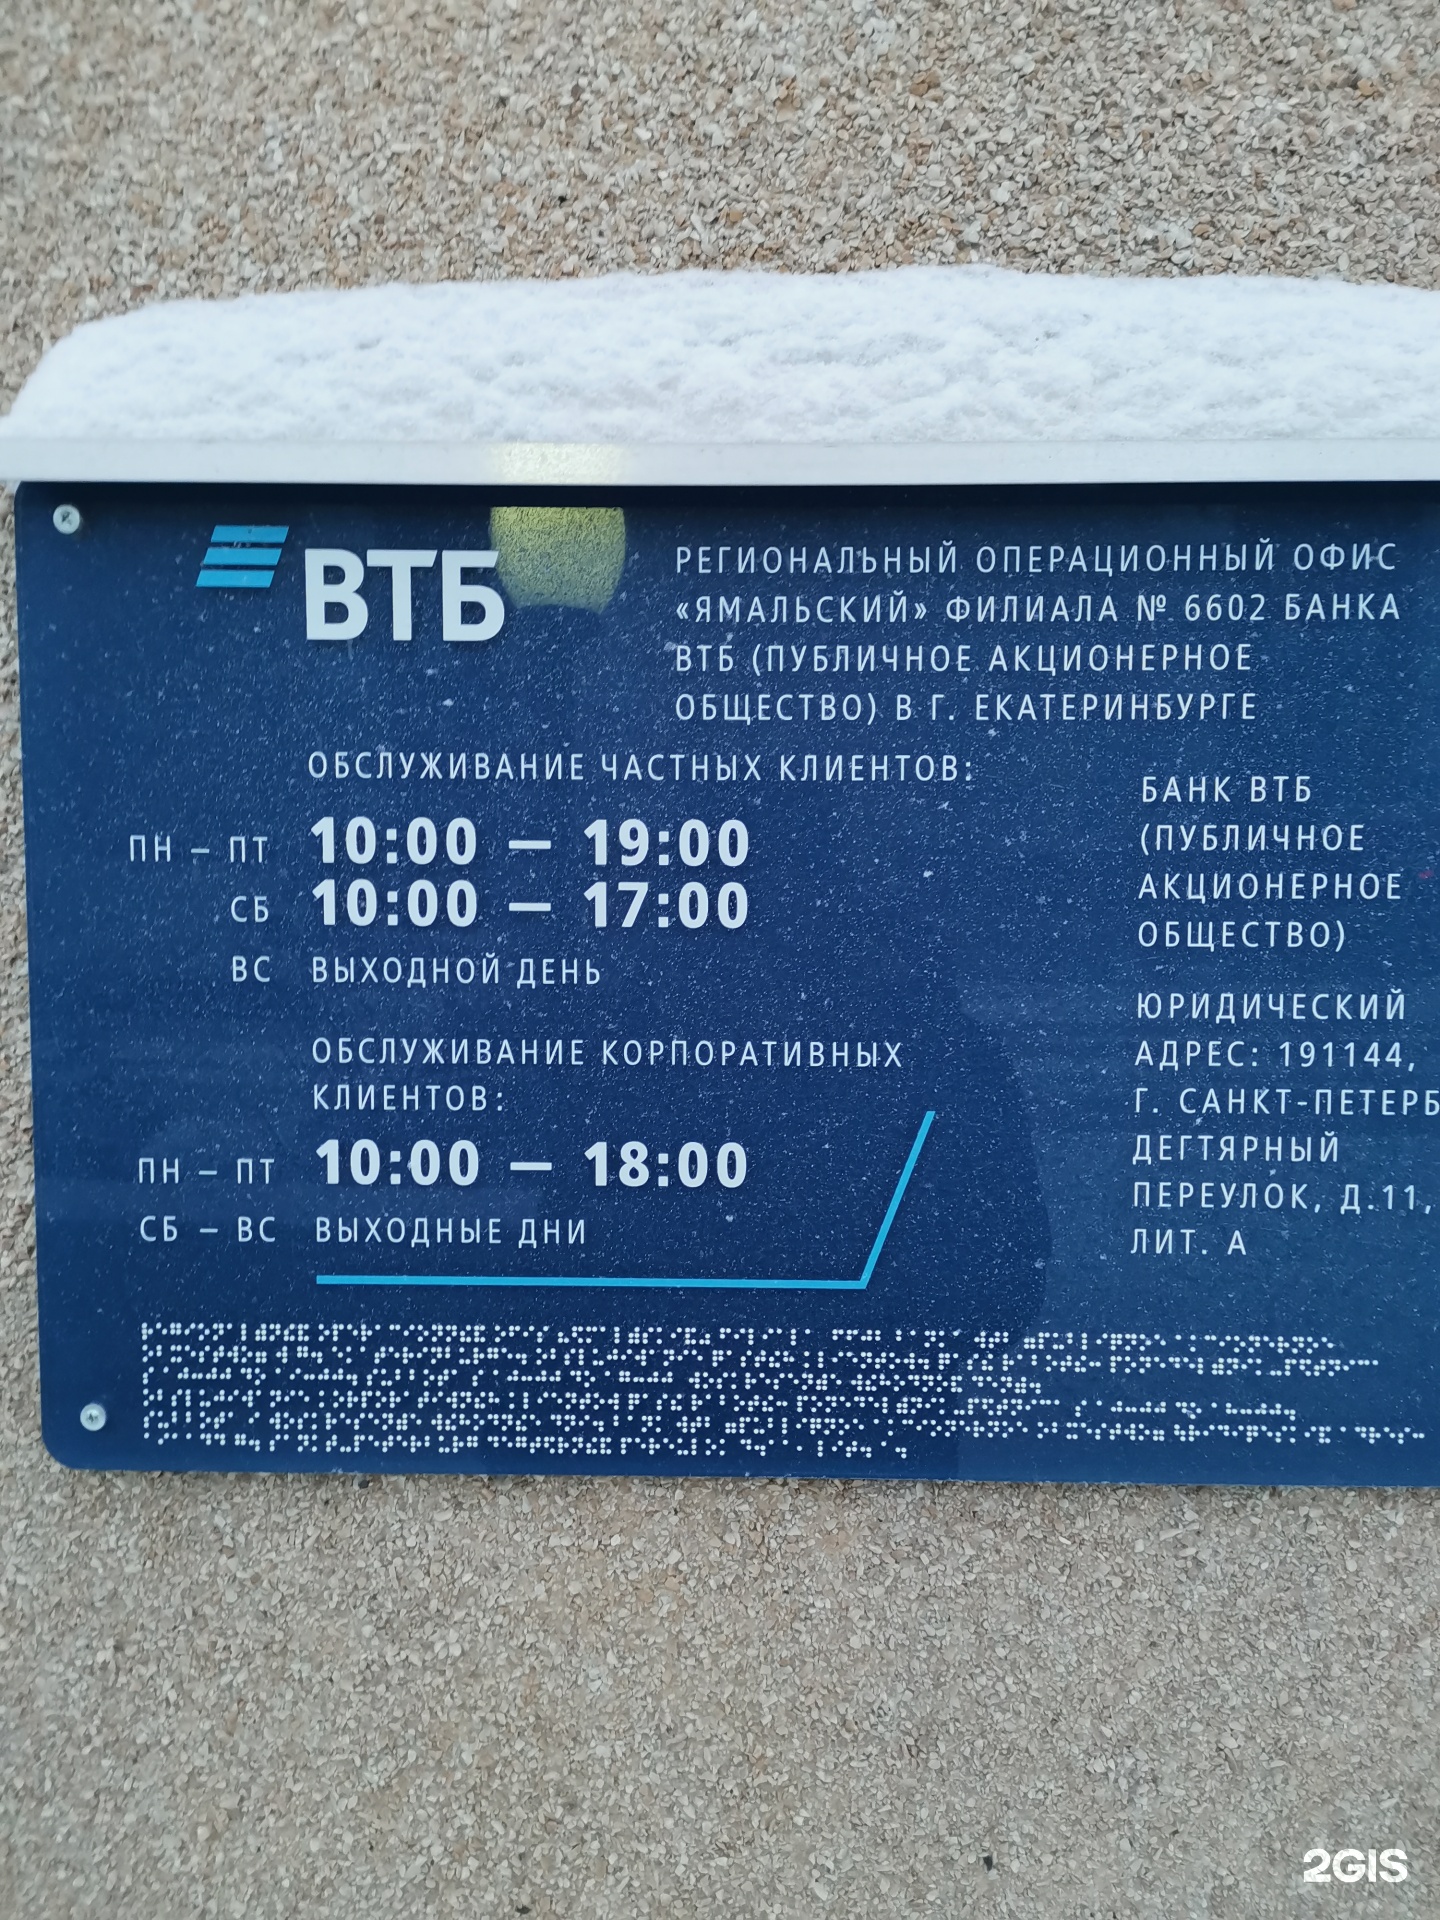 ВТБ
РЕГИОНАЛЬНЫЙ ОПЕРАЦИОННЫЙ ОФИС
«ЯМАЛЬСКИЙ» ФИЛИАЛА № 6602 БАНКА
ВТБ (ПУБЛИЧНОЕ АКЦИОНЕРНОЕ
ОБЩЕСТВО) В Г. ЕКАТЕРИНБУРГЕ
ОБСЛУЖИВАНИЕ ЧАСТНЫХ КЛИЕНТОВ:
ПН – ПТ 10:00 — 19:00
СБ 10:00 — 17:00
ВС ВЫХОДНОЙ ДЕНЬ
ОБСЛУЖИВАНИЕ КОРПОРАТИВНЫХ
КЛИЕНТОВ:
ПН – ПТ 10:00 — 18:00
СБ – ВС ВЫХОДНЫЕ ДНИ
БАНК ВТБ
(ПУБЛИЧНОЕ
АКЦИОНЕРНОЕ
ОБЩЕСТВО)
ЮРИДИЧЕСКИЙ
АДРЕС: 191144,
Г. САНКТ-ПЕТЕРБ
ДЕГТЯРНЫЙ
ПЕРЕУЛОК, Д.11,
ЛИТ. А
2GIS